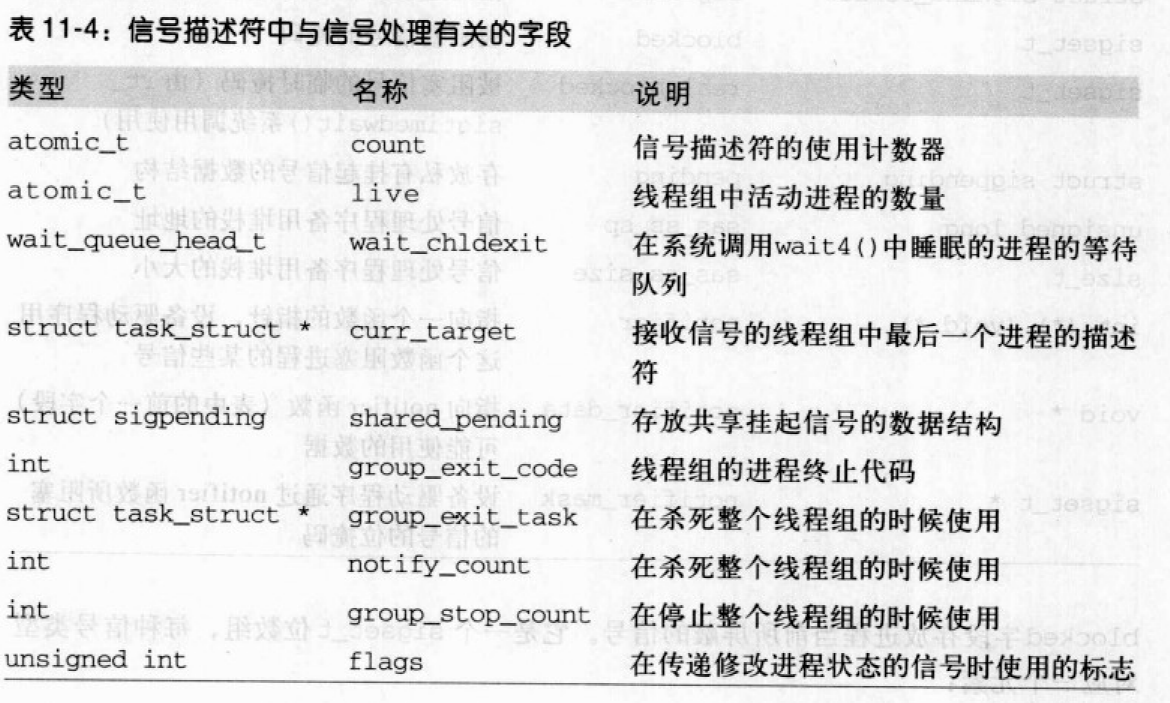 表 11-4：信号描述符中与信号处理有关的字段
类型 名称 说明
atomic_t count 信号描述符的使用计数器
atomic_t live 线程组中活动进程的数量
wait_queue_head_t wait_chldexit 在系统调用wait4()中睡眠的进程的等待
队列
struct task_struct * curr_target 接收信号的线程组中最后一个进程的描述
符
struct sigpending shared_pending 存放共享挂起信号的数据结构
int group_exit_code 线程组的进程终止代码
struct task_struct * group_exit_task 在杀死整个线程组的时候使用
int notify_count 在杀死整个线程组的时候使用
int group_stop_count 在停止整个线程组的时候使用
unsigned int flags 在传递修改进程状态的信号时使用的标志